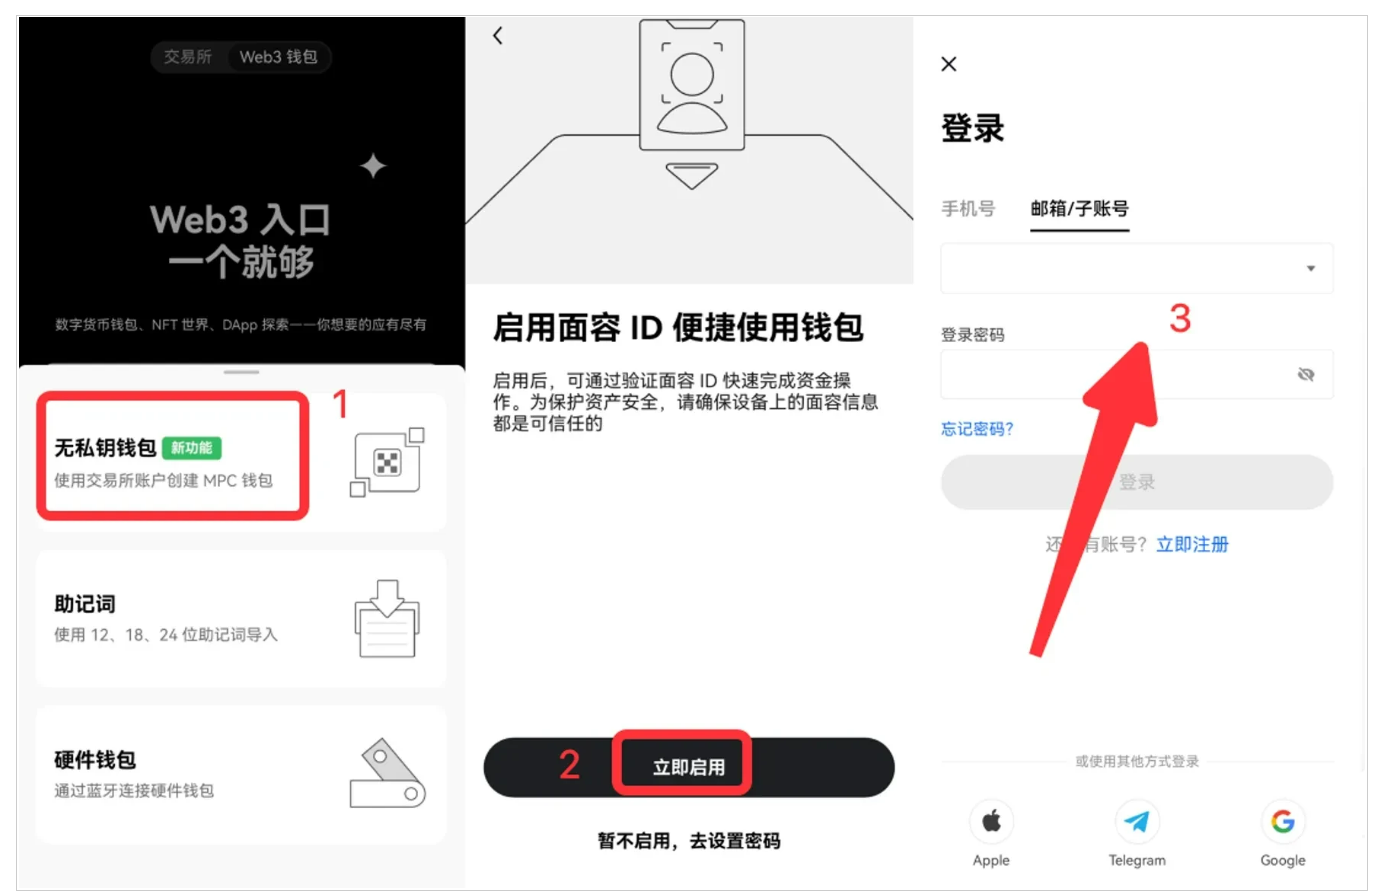 交易所
Web3 钱包
Web3 入口
一个就够
数字货币钱包、NFT 世界、DApp 探索——你想要的应有尽有
1
无私钥钱包 新功能
使用交易所账户创建 MPC 钱包
助记词
使用 12、18、24 位助记词导入
硬件钱包
通过蓝牙连接硬件钱包
启用面容 ID 便捷使用钱包
启用后，可通过验证面容 ID 快速完成资金操
作。为保护资产安全，请确保设备上的面容信息
都是可信任的
2
立即启用
暂不启用，去设置密码
登录
手机号
邮箱/子账号
3
登录密码
忘记密码？
登录
还有账号？ 立即注册
或使用其他方式登录
Apple
Telegram
Google